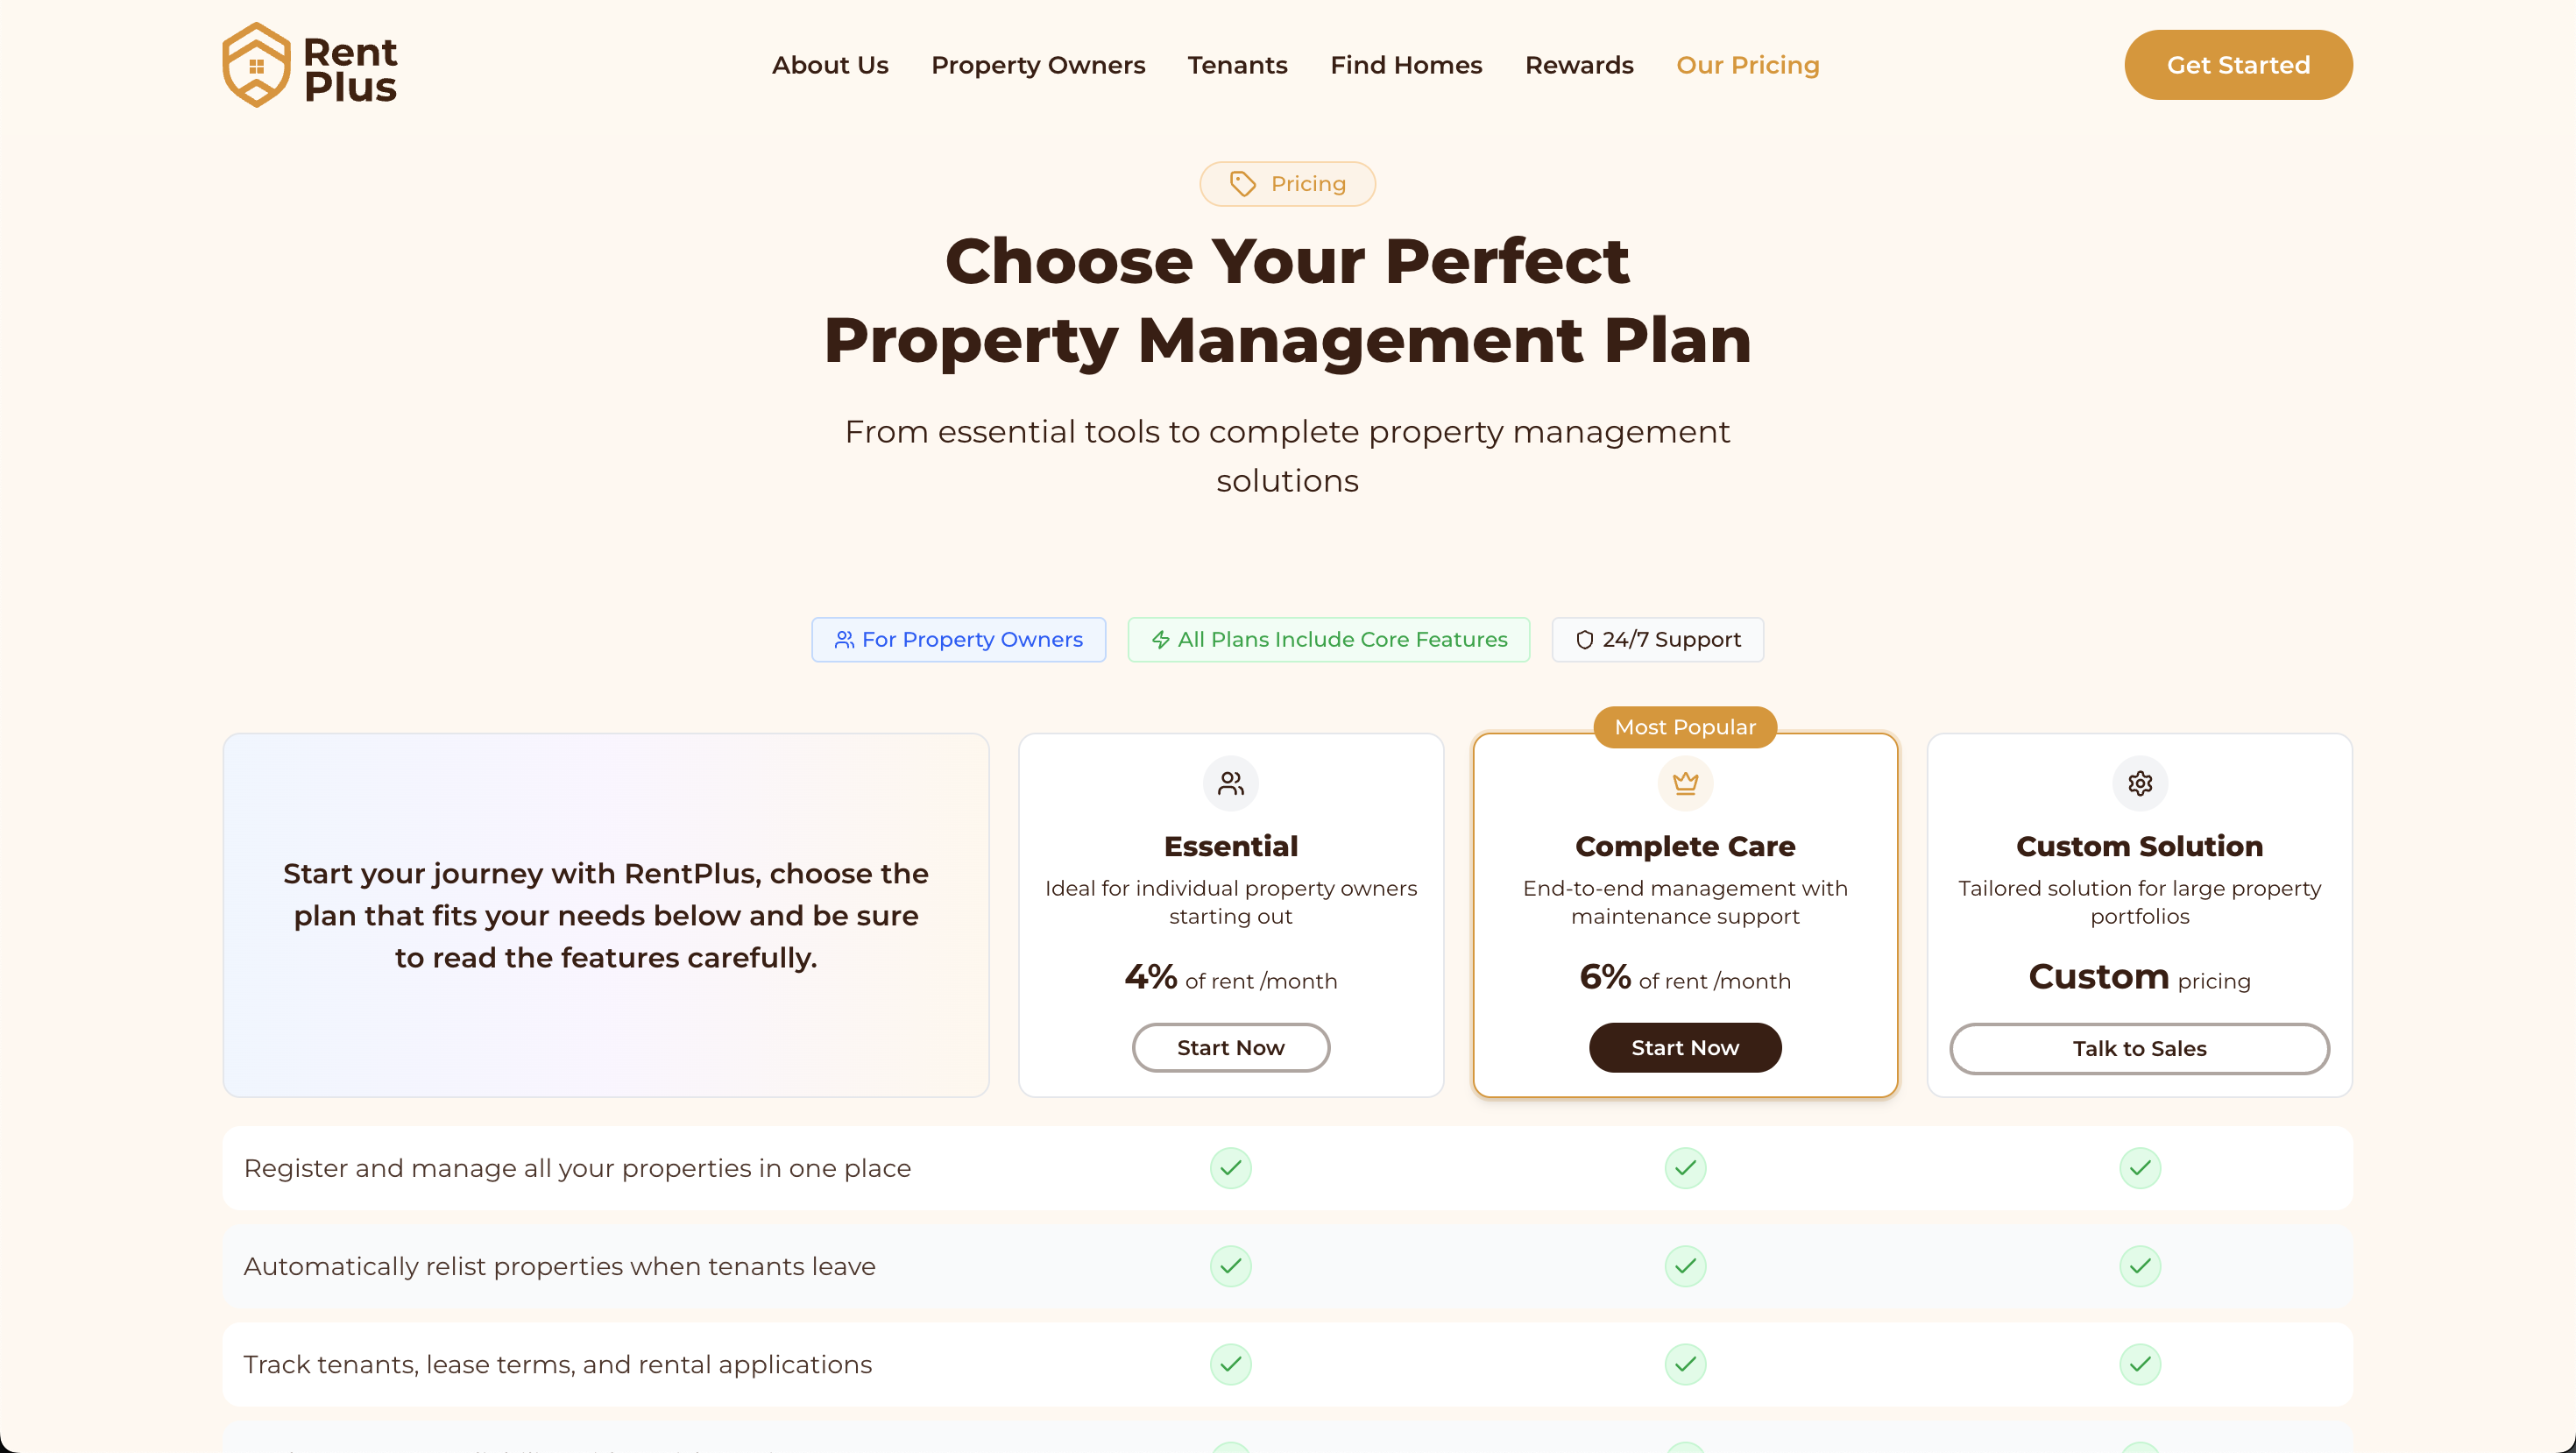 Rent
Plus
About Us
Property Owners
Tenants
Find Homes
Rewards
Our Pricing
Get Started
Pricing
Choose Your Perfect
Property Management Plan
From essential tools to complete property management
solutions
For Property Owners
All Plans Include Core Features
24/7 Support
Start your journey with RentPlus, choose the
plan that fits your needs below and be sure
to read the features carefully.
Essential
Ideal for individual property owners
starting out
4% of rent /month
Start Now
Most Popular
Complete Care
End-to-end management with
maintenance support
6% of rent /month
Start Now
Custom Solution
Tailored solution for large property
portfolios
Custom pricing
Talk to Sales
Register and manage all your properties in one place
Automatically relist properties when tenants leave
Track tenants, lease terms, and rental applications